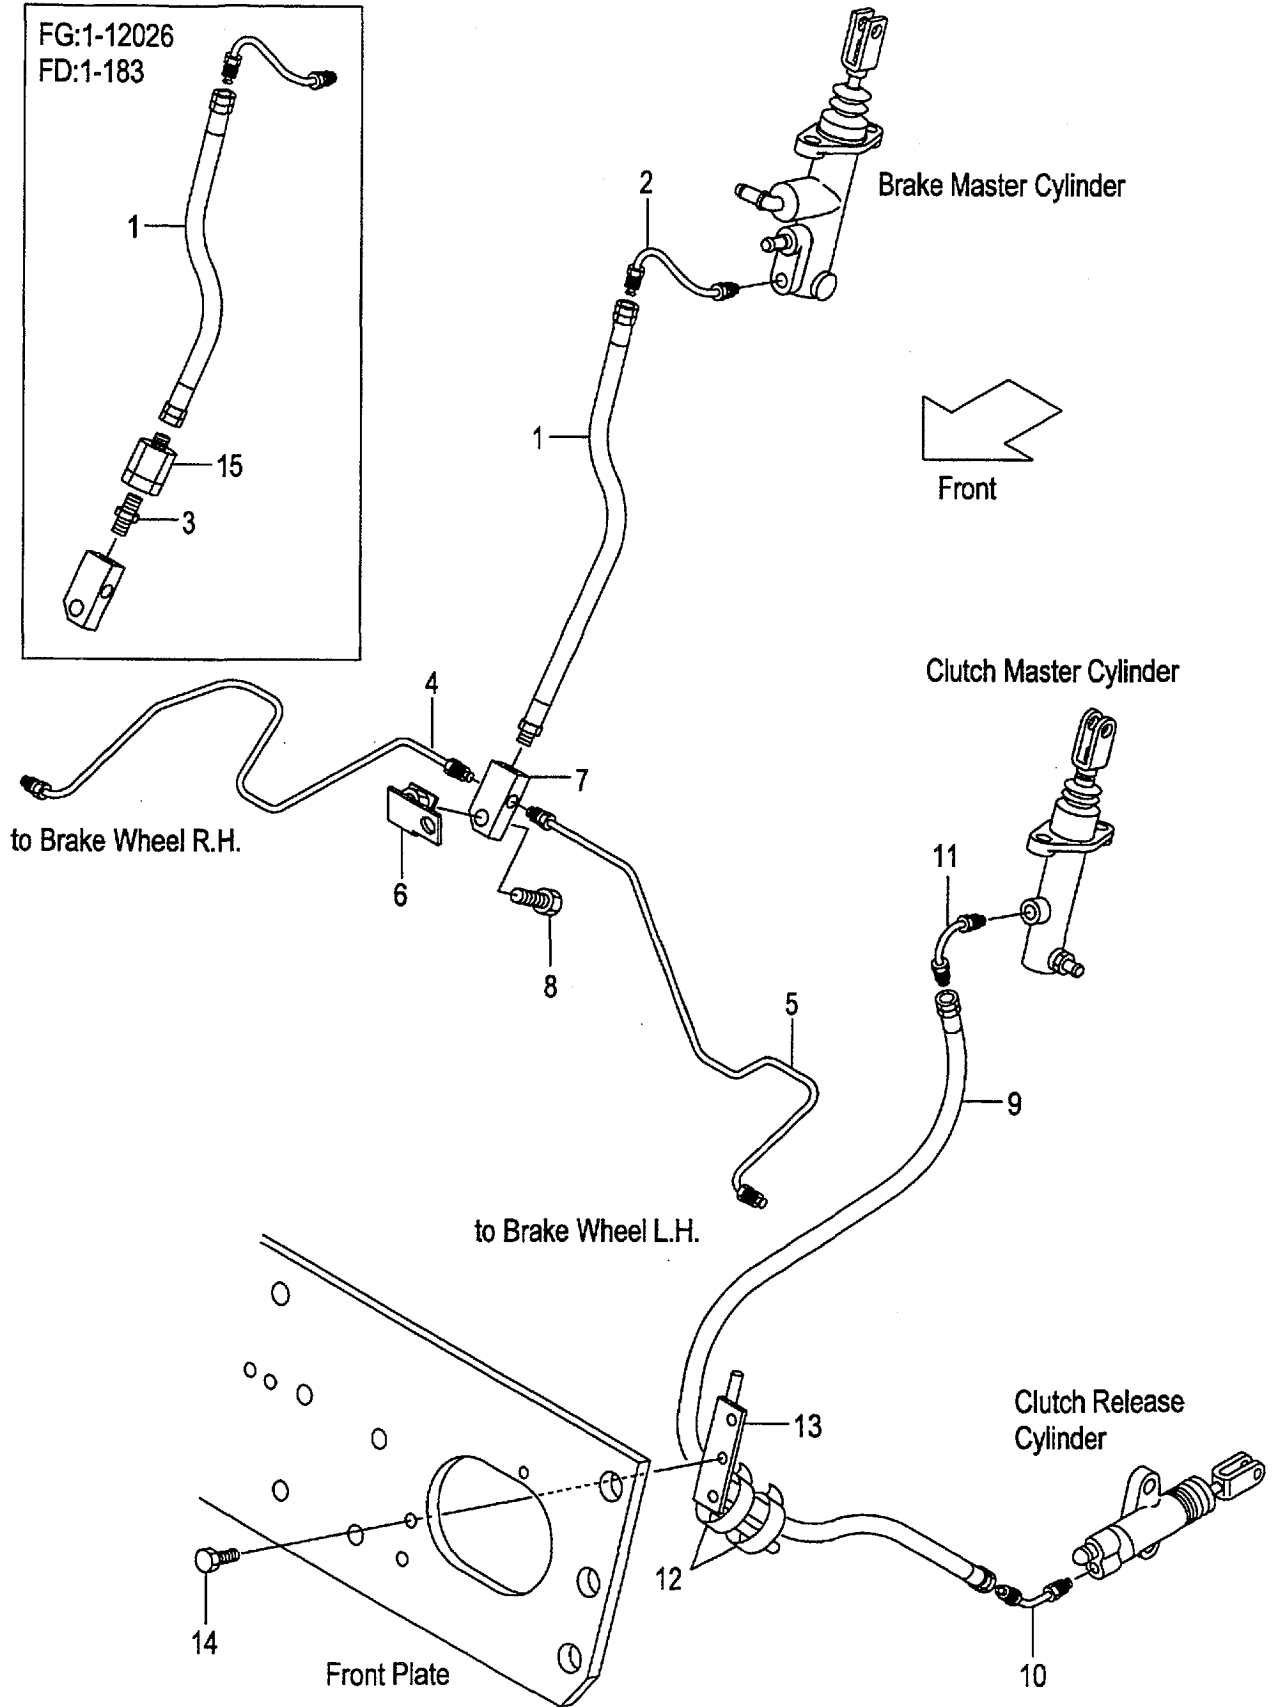 FG:1-12026
FD:1-183
1
15
3
2
Brake Master Cylinder
1
Front
Clutch Master Cylinder
4
7
to Brake Wheel R.H.
6
8
11
5
9
to Brake Wheel L.H.
13
Clutch Release
Cylinder
12
14
Front Plate
10